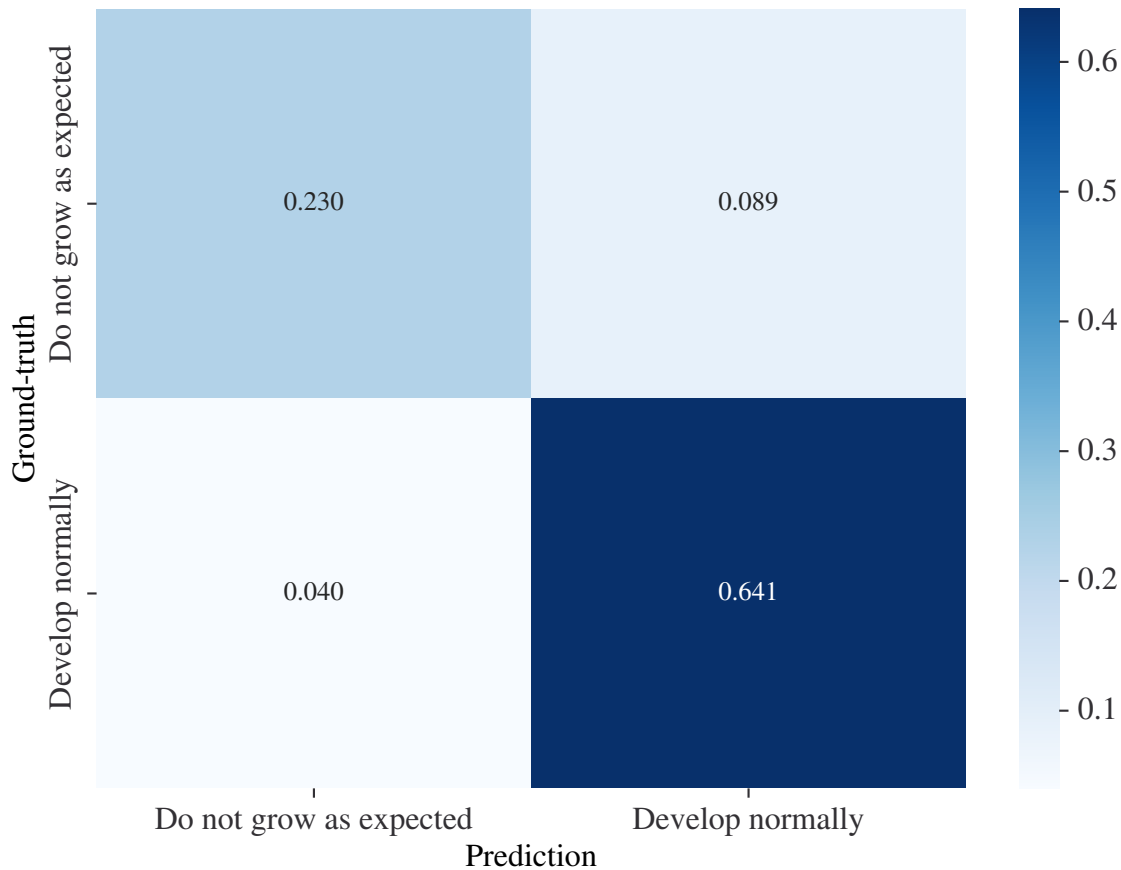 Ground-truth
Do not grow as expected
Develop normally
0.230
0.089
0.040
0.641
Do not grow as expected
Develop normally
Prediction
0.6
0.5
0.4
0.3
0.2
0.1